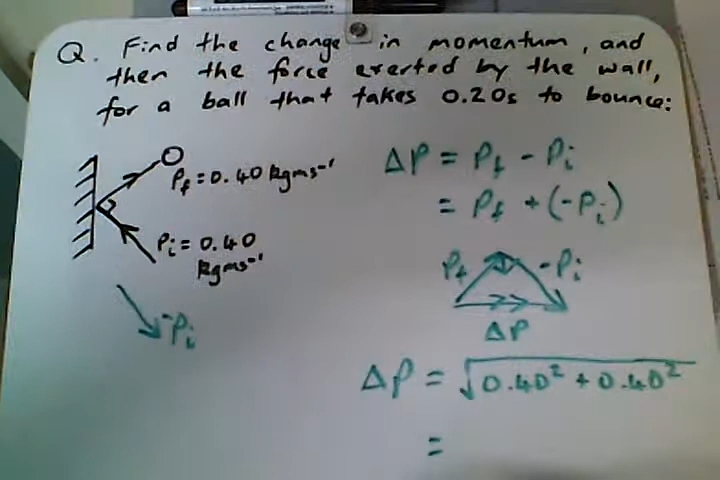 Q. Find the change in momentum, and
then the force exerted by the wall,
for a ball that takes 0.20s to bounce:
Pf = 0.40 kgms⁻¹
Pi = 0.40
kgms⁻¹
-Pi
ΔP = Pf - Pi
= Pf + (-Pi)
Pf -Pi
ΔP
ΔP = √0.40² + 0.40²
=